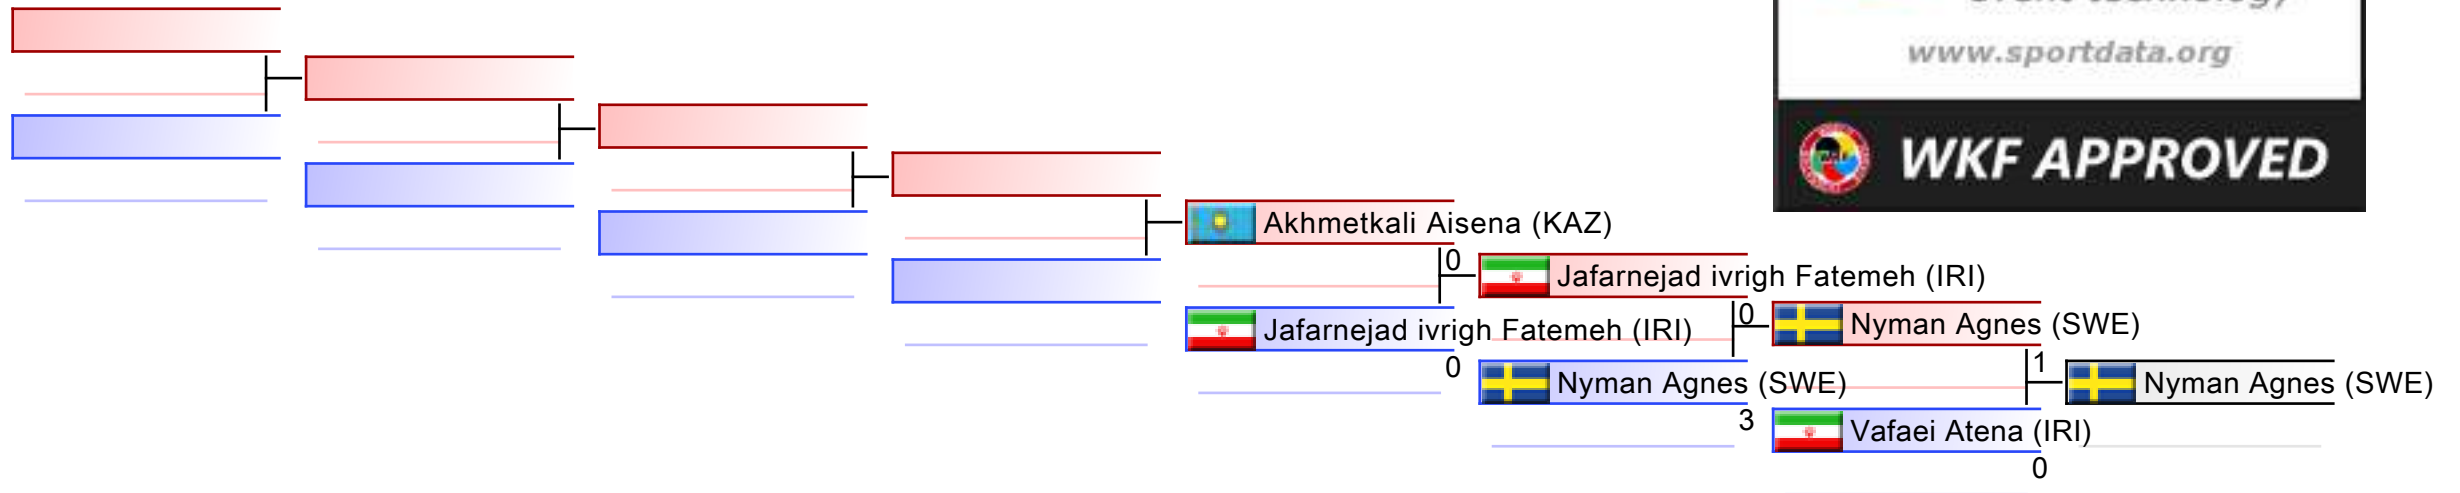 www.sportdata.org
WKF APPROVED
Akhmetkali Aisena (KAZ)
0
Jafarnejad ivrigh Fatemeh (IRI)
Jafarnejad ivrigh Fatemeh (IRI)
0
0
Nyman Agnes (SWE)
Nyman Agnes (SWE)
3
1
Nyman Agnes (SWE)
Vafaei Atena (IRI)
0